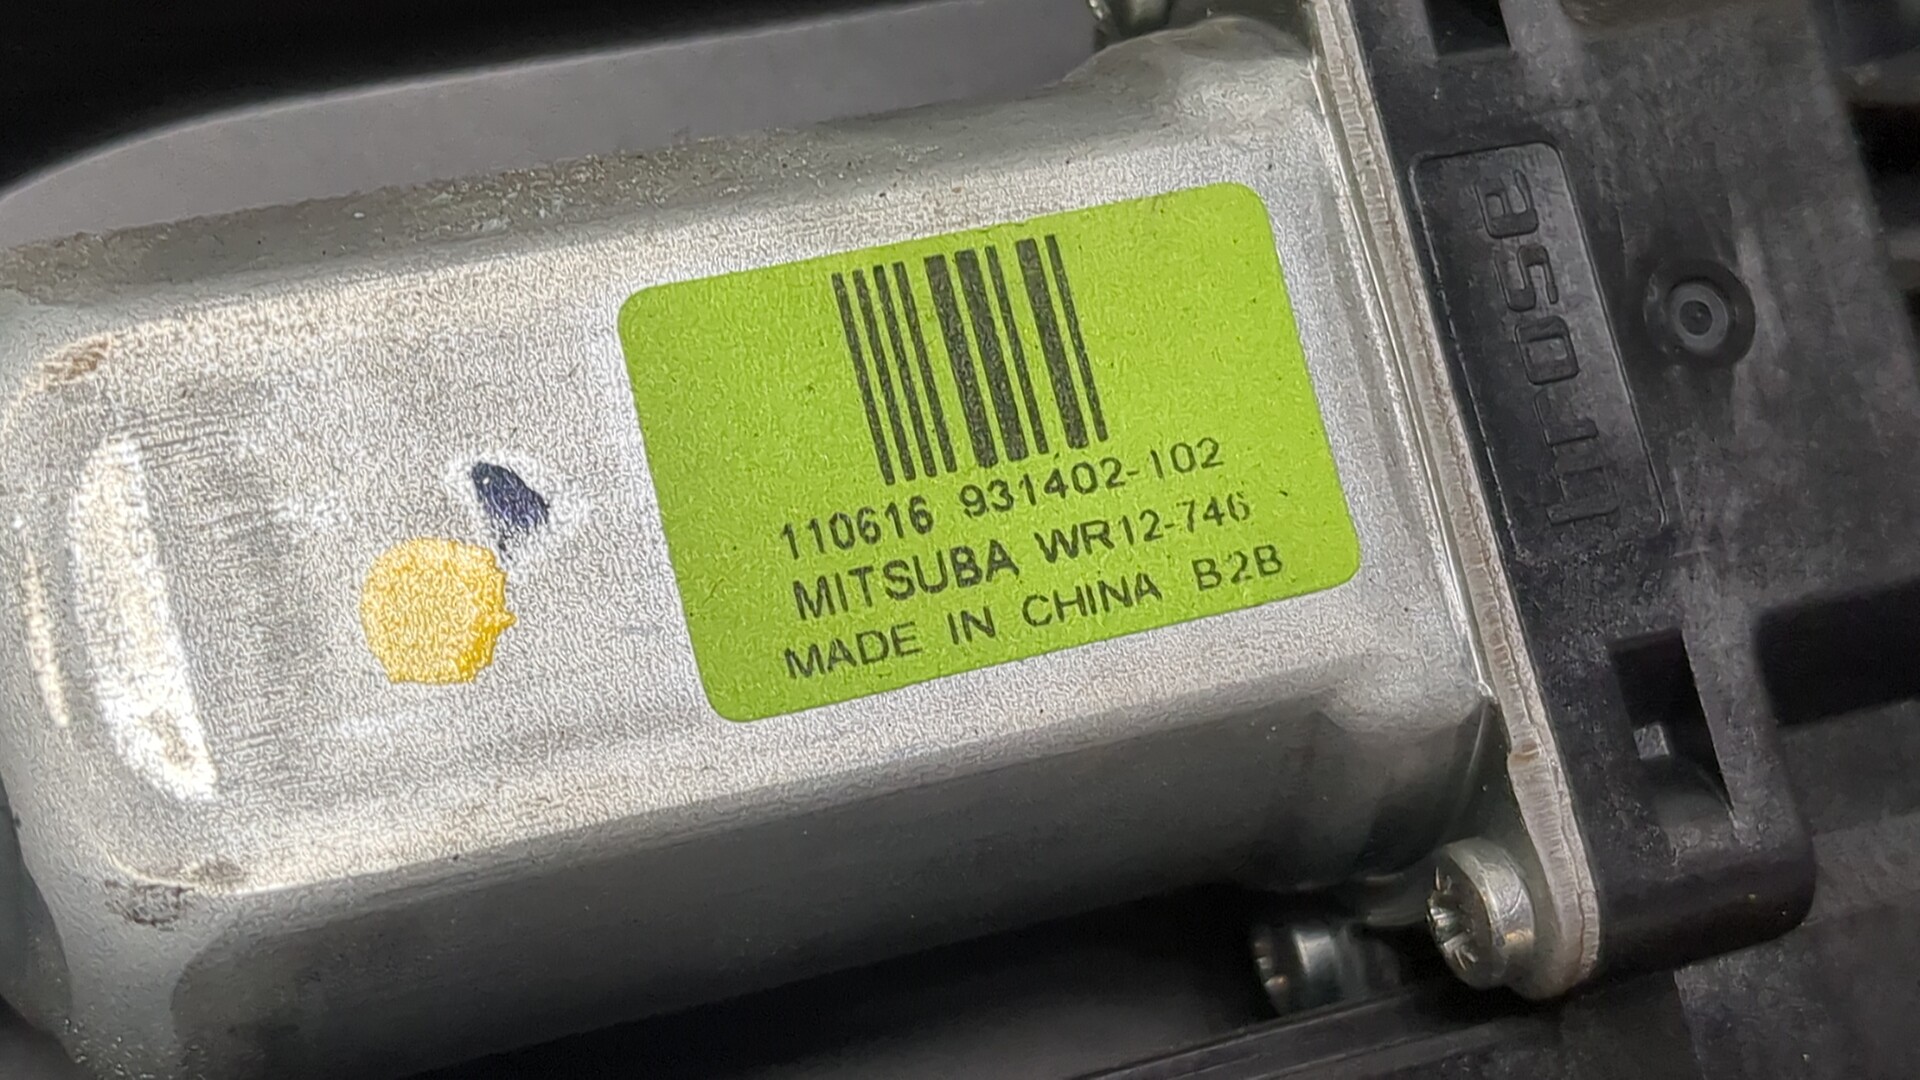 110616 931402-102
MITSUBA WR12-746
MADE IN CHINA B2B